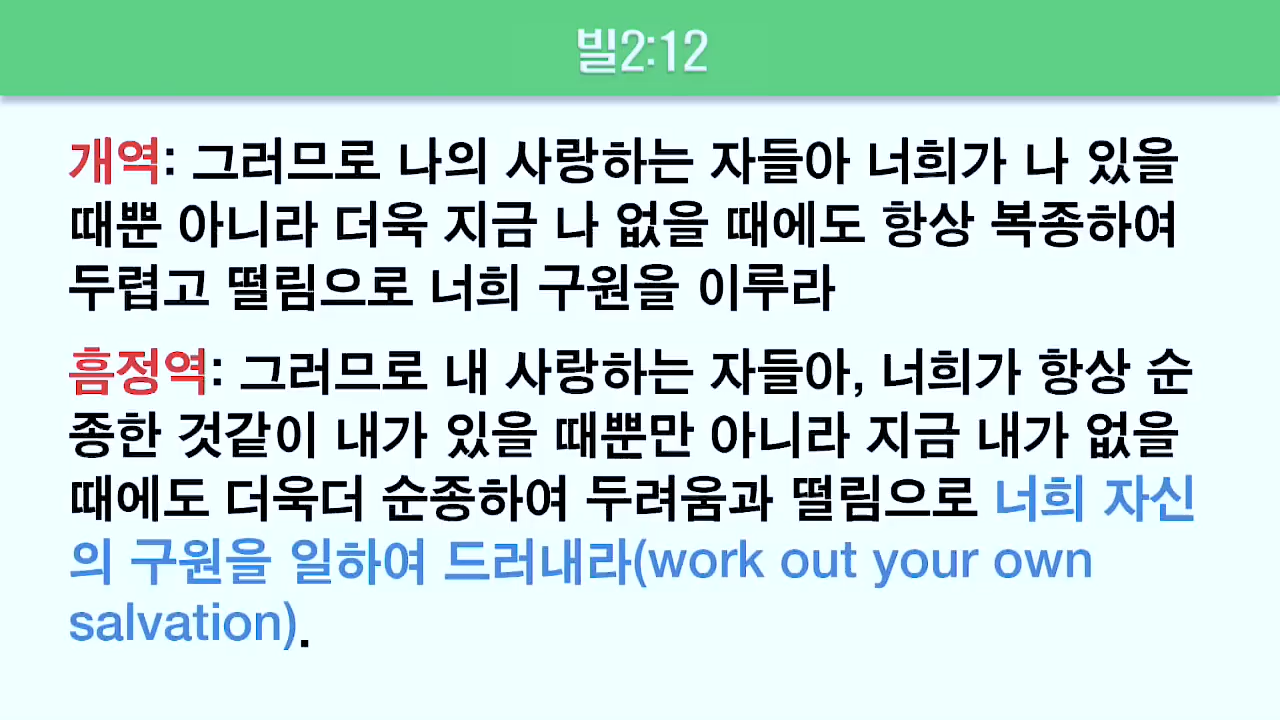 빌2:12
개역: 그러므로 나의 사랑하는 자들아 너희가 나 있을
때뿐 아니라 더욱 지금 나 없을 때에도 항상 복종하여
두렵고 떨림으로 너희 구원을 이루라
흠정역: 그러므로 내 사랑하는 자들아, 너희가 항상 순
종한 것같이 내가 있을 때뿐만 아니라 지금 내가 없을
때에도 더욱더 순종하여 두려움과 떨림으로 너희 자신
의 구원을 일하여 드러내라(work out your own
salvation).